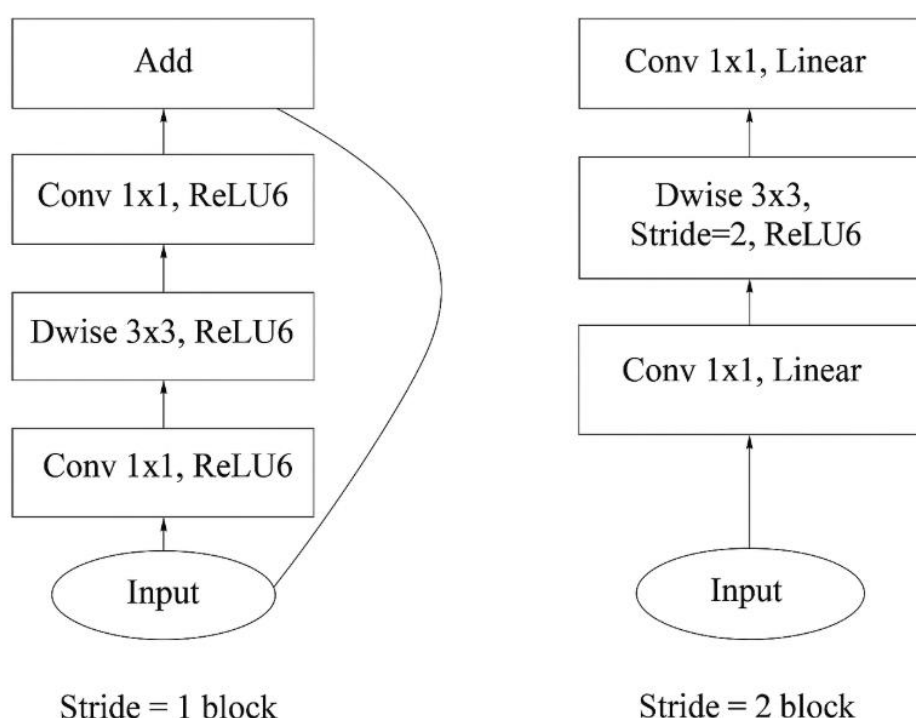 Add
Conv 1x1, ReLU6
Dwise 3x3, ReLU6
Conv 1x1, ReLU6
Input
Stride = 1 block
Conv 1x1, Linear
Dwise 3x3,
Stride=2, ReLU6
Conv 1x1, Linear
Input
Stride = 2 block